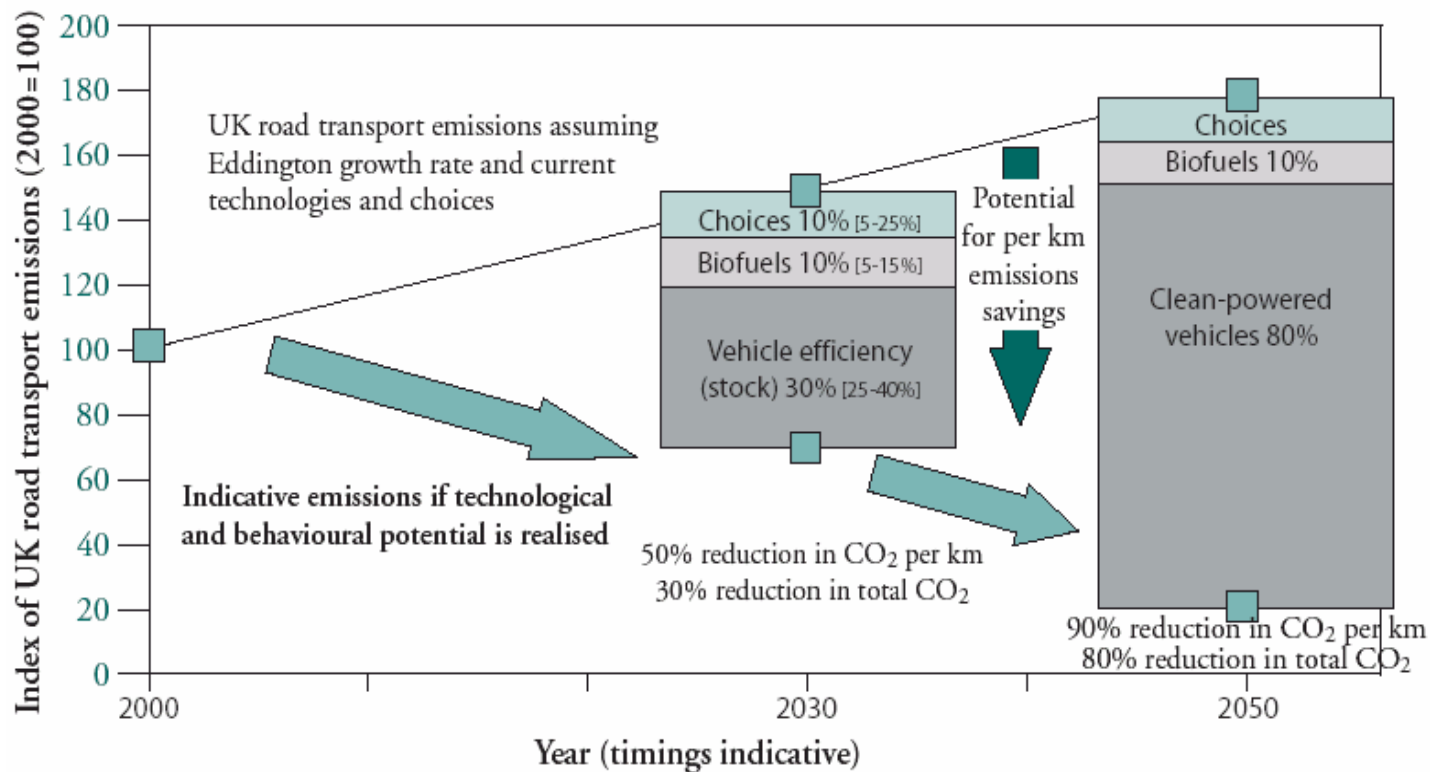 Index of UK road transport emissions (2000=100)
200
180
160
140
120
100
80
60
40
20
0
UK road transport emissions assuming
Eddington growth rate and current
technologies and choices
Indicative emissions if technological
and behavioural potential is realised
Choices 10% [5-25%]
Biofuels 10% [5-15%]
Vehicle efficiency
(stock) 30% [25-40%]
50% reduction in CO₂ per km
30% reduction in total CO₂
Potential
for per km
emissions
savings
Choices
Biofuels 10%
Clean-powered
vehicles 80%
90% reduction in CO₂ per km
80% reduction in total CO₂
2000
2030
2050
Year (timings indicative)